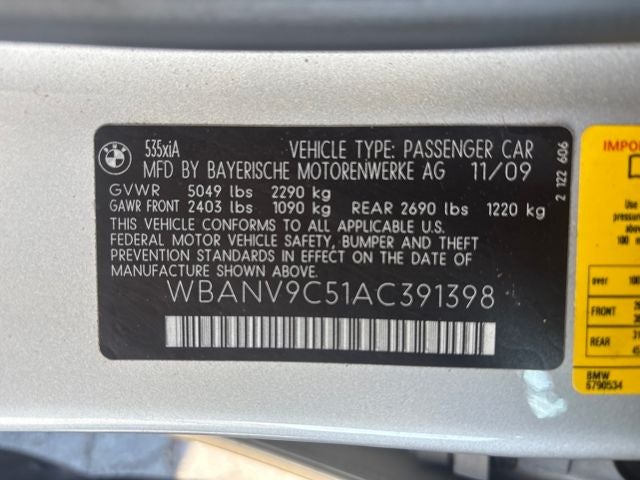 BMW
535xiA
VEHICLE TYPE: PASSENGER CAR
MFD BY BAYERISCHE MOTORENWERKE AG 11/09
GVWR 5049 lbs 2290 kg
GAWR FRONT 2403 lbs 1090 kg REAR 2690 lbs 1220 kg
THIS VEHICLE CONFORMS TO ALL APPLICABLE U.S.
FEDERAL MOTOR VEHICLE SAFETY, BUMPER AND THEFT
PREVENTION STANDARDS IN EFFECT ON THE DATE OF
MANUFACTURE SHOWN ABOVE.
WBANV9C51AC391398
2 122 606
over
FRONT
REAR
BMW
6790534